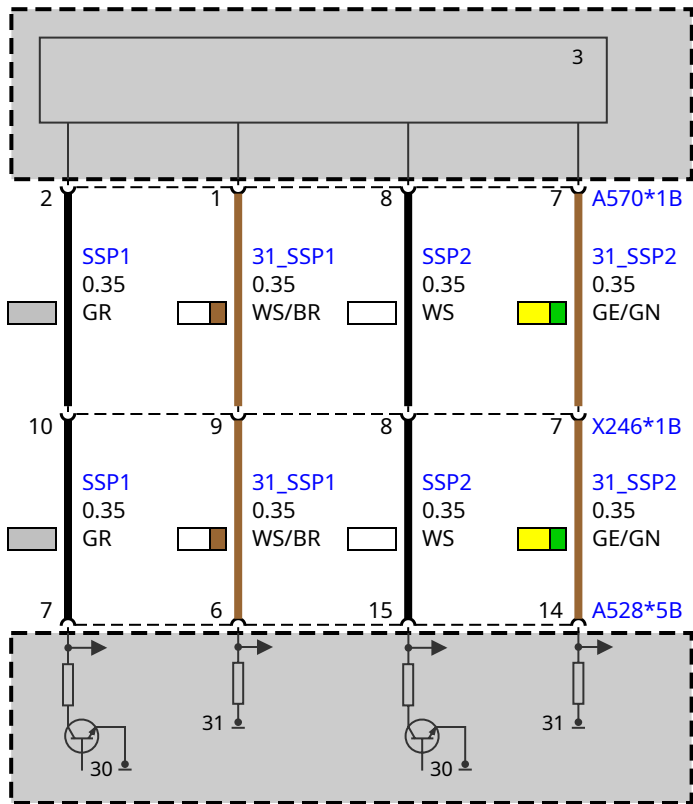 3
2 1 8 7 A570*1B
SSP1 31_SSP1 SSP2 31_SSP2
0.35 0.35 0.35 0.35
GR WS/BR WS GE/GN
10 9 8 7 X246*1B
SSP1 31_SSP1 SSP2 31_SSP2
0.35 0.35 0.35 0.35
GR WS/BR WS GE/GN
7 6 15 14 A528*5B
31 31
30 30